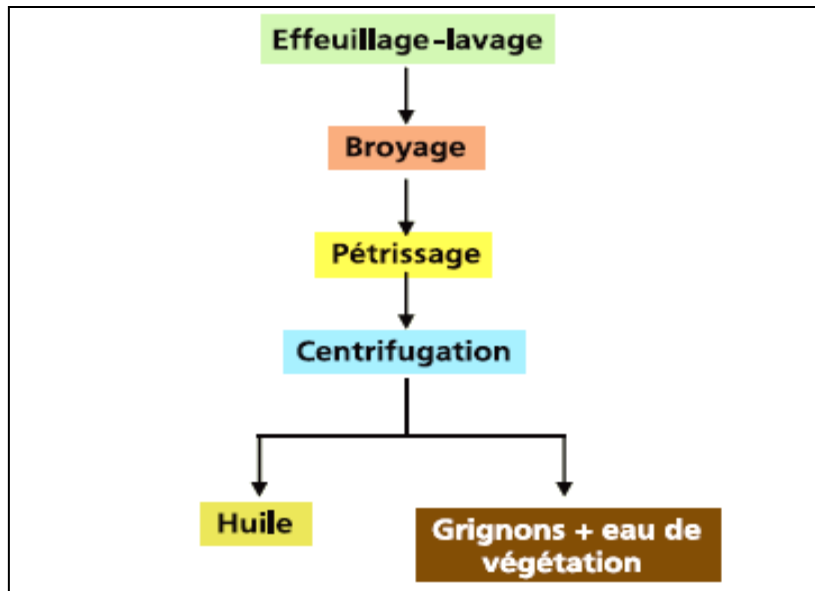 Effeuillage-lavage
Broyage
Pétrissage
Centrifugation
Huile
Grignons + eau de
végétation